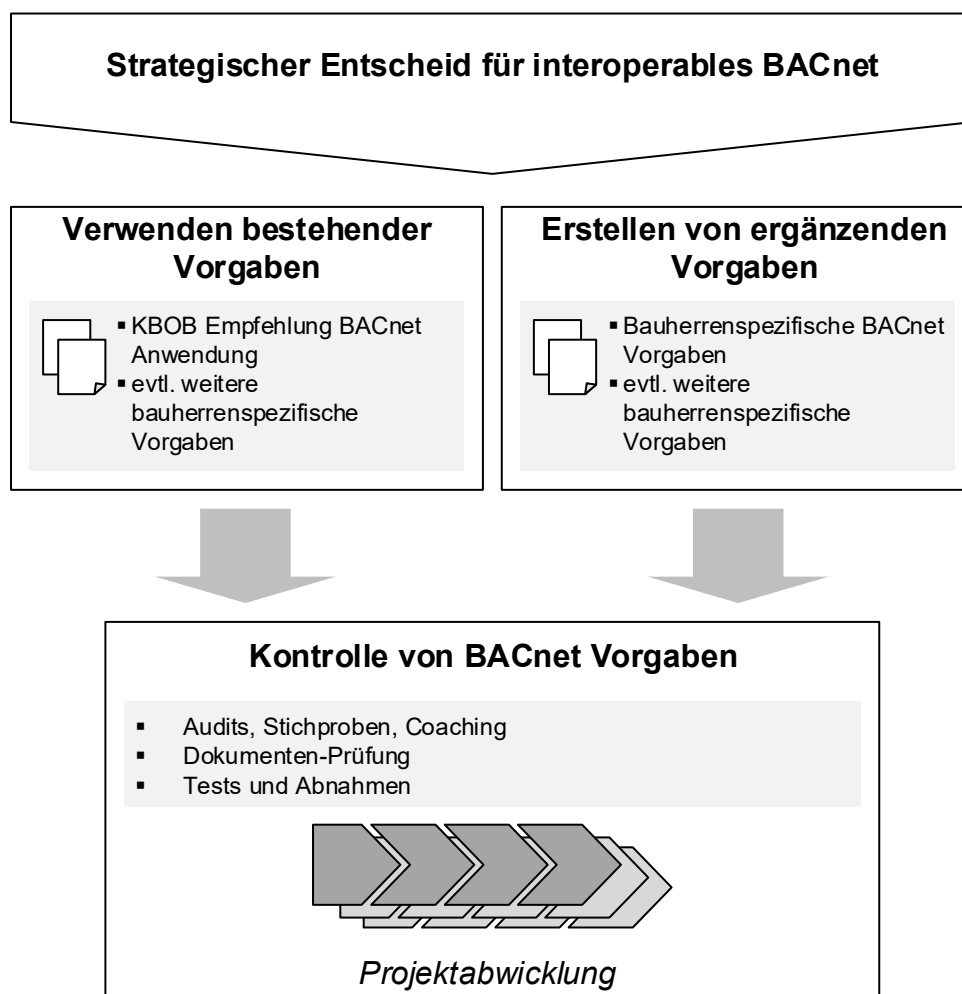 Strategischer Entscheid für interoperables BACnet
Verwenden bestehender
Vorgaben
▪ KBOB Empfehlung BACnet
Anwendung
▪ evtl. weitere
bauherrenspezifische
Vorgaben
Erstellen von ergänzenden
Vorgaben
▪ Bauherrenspezifische BACnet
Vorgaben
▪ evtl. weitere
bauherrenspezifische
Vorgaben
Kontrolle von BACnet Vorgaben
▪ Audits, Stichproben, Coaching
▪ Dokumenten-Prüfung
▪ Tests und Abnahmen
Projektabwicklung